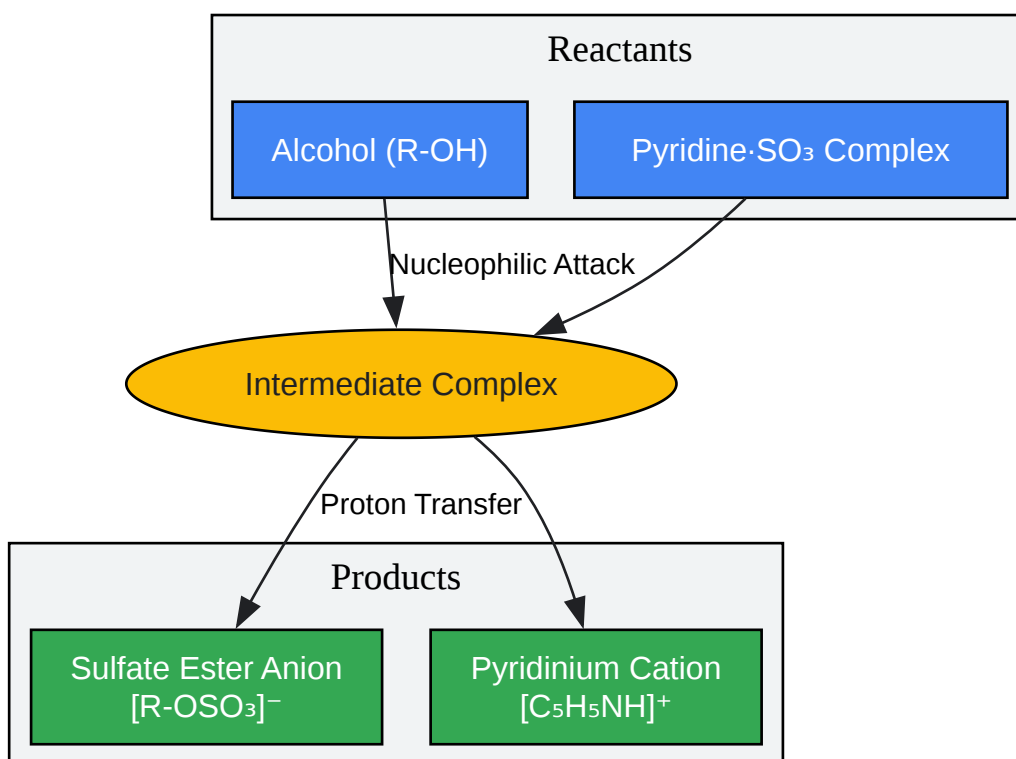 Reactants
Alcohol (R-OH)
Pyridine·SO₃ Complex
Nucleophilic Attack
Intermediate Complex
Proton Transfer
Products
Sulfate Ester Anion
[R-OSO₃]⁻
Pyridinium Cation
[C₅H₅NH]⁺